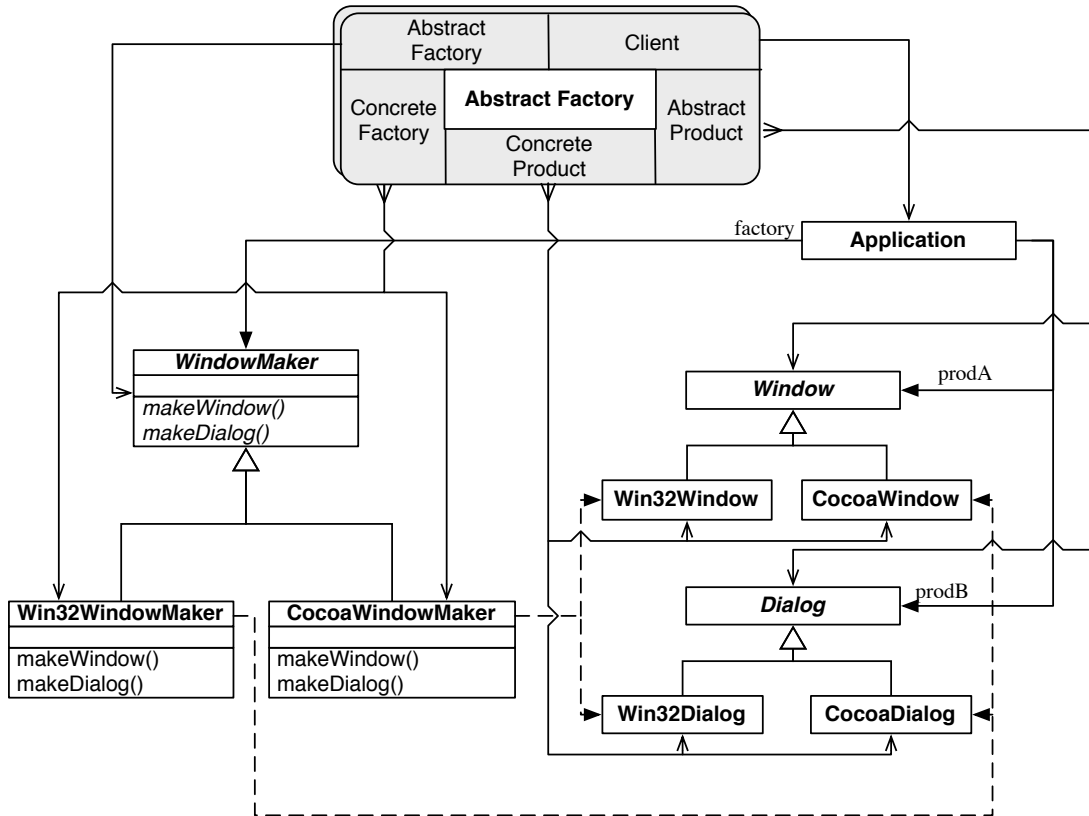 Abstract
Factory
Client
Concrete
Factory
Abstract Factory
Abstract
Product
Concrete
Product
factory
Application
WindowMaker
makeWindow()
makeDialog()
Window
prodA
Win32Window
CocoaWindow
Dialog
prodB
Win32WindowMaker
makeWindow()
makeDialog()
CocoaWindowMaker
makeWindow()
makeDialog()
Win32Dialog
CocoaDialog